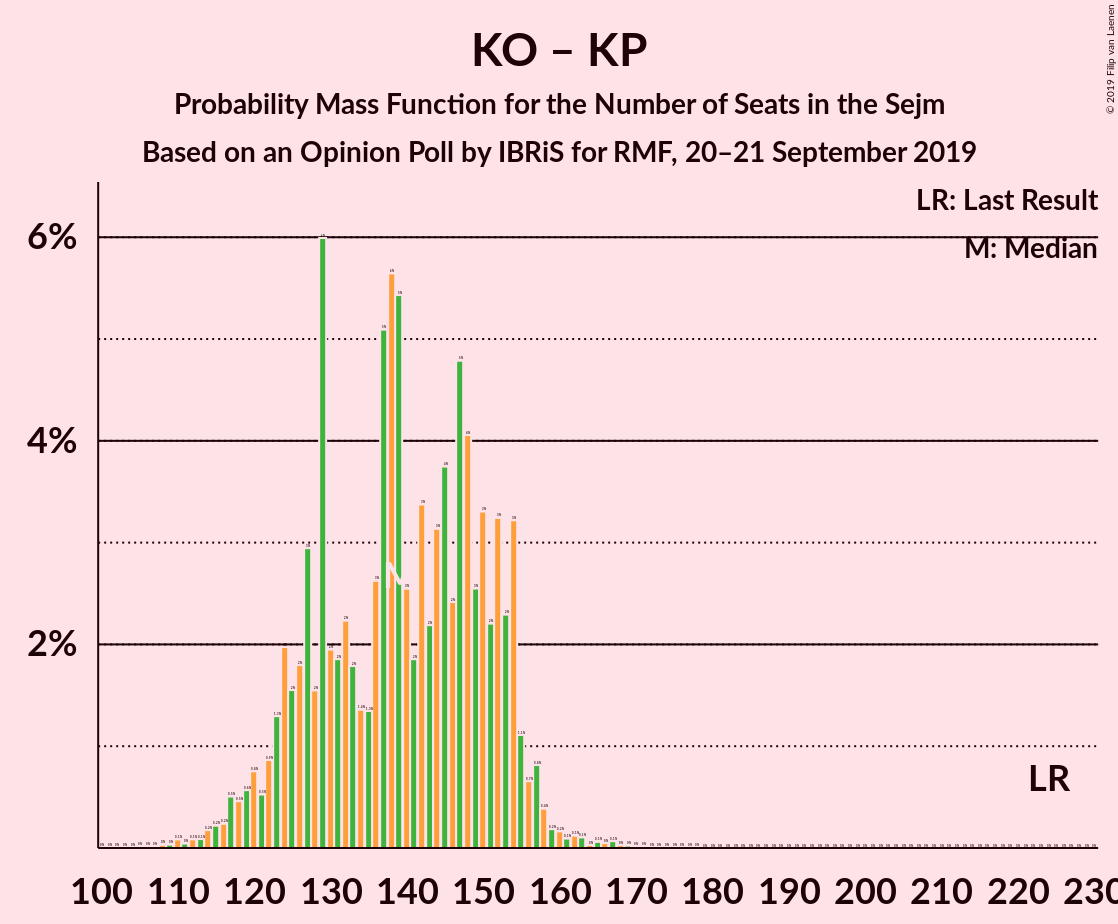 KO – KP
Probability Mass Function for the Number of Seats in the Sejm
Based on an Opinion Poll by IBRiS for RMF, 20–21 September 2019
© 2019 Filip van Laenen
LR: Last Result
M: Median
6%
4%
2%
LR
100 110 120 130 140 150 160 170 180 190 200 210 220 230